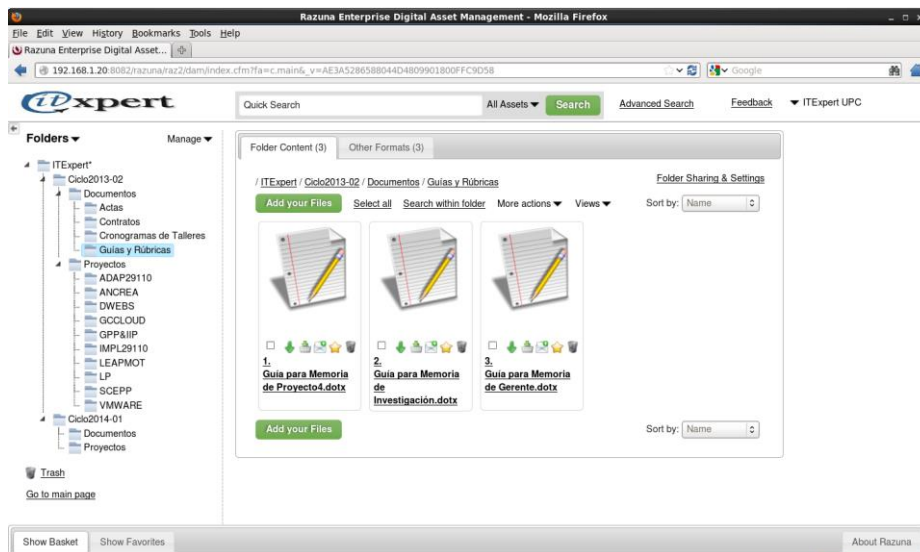 Razuna Enterprise Digital Asset Management - Mozilla Firefox
File Edit View History Bookmarks Tools Help
Razuna Enterprise Digital Asset...
192.168.1.20:8082/razuna/raz2/dam/index.cfm?fa=c.main&_v=AE3A5286588044D4809901800FFC9D58
Google
itxpert
Quick Search
All Assets
Search
Advanced Search
Feedback
ITExpert UPC
Folders
Manage
ITExpert*
Ciclo2013-02
Documentos
Actas
Contratos
Cronogramas de Talleres
Guías y Rúbricas
Proyectos
ADAP29110
ANCREA
DWEBS
GCCLOUD
GPP&IIP
IMPL29110
LEAPMOT
LP
SCEPP
VMWARE
Ciclo2014-01
Documentos
Proyectos
Trash
Go to main page
Folder Content (3)
Other Formats (3)
/ ITExpert / Ciclo2013-02 / Documentos / Guías y Rúbricas
Folder Sharing & Settings
Add your Files
Select all
Search within folder
More actions
Views
Sort by: Name
1.
Guía para Memoria
de Proyecto4.dotx
2.
Guía para Memoria
de
Investigación.dotx
3.
Guía para Memoria
de Gerente.dotx
Add your Files
Sort by: Name
Show Basket
Show Favorites
About Razuna